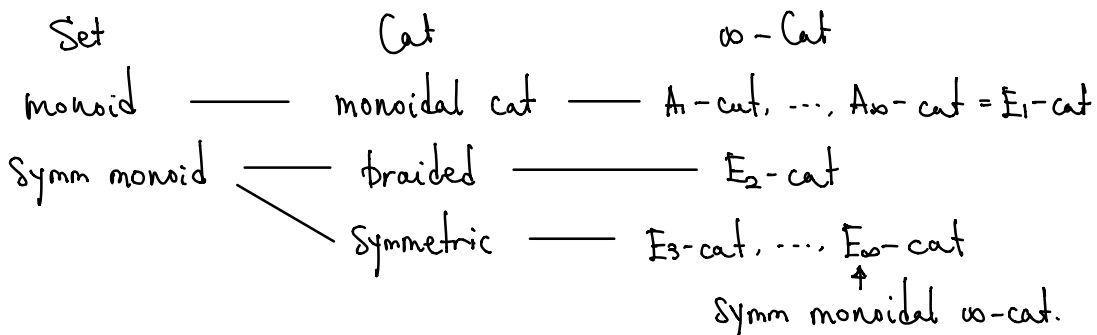 Set Cat ∞-Cat
monoid — monoidal cat — A₁-cat, ..., A∞-cat = E₁-cat
Symm monoid — braided — E₂-cat
Symmetric — E₃-cat, ..., E∞-cat
↑
Symm monoidal ∞-cat.